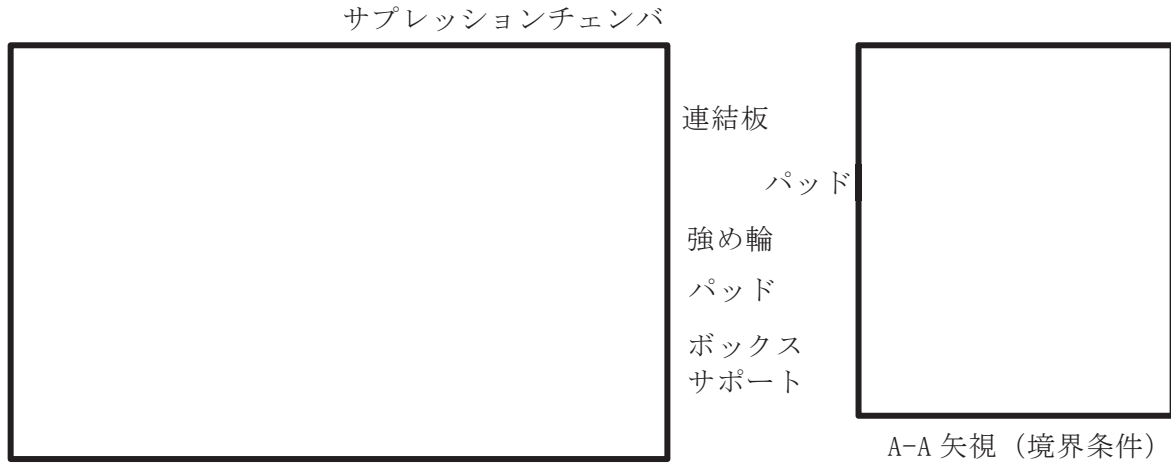 サプレッションチェンバ
連結板
パッド
強め輪
パッド
ボックス
サポート
A-A 矢視（境界条件）